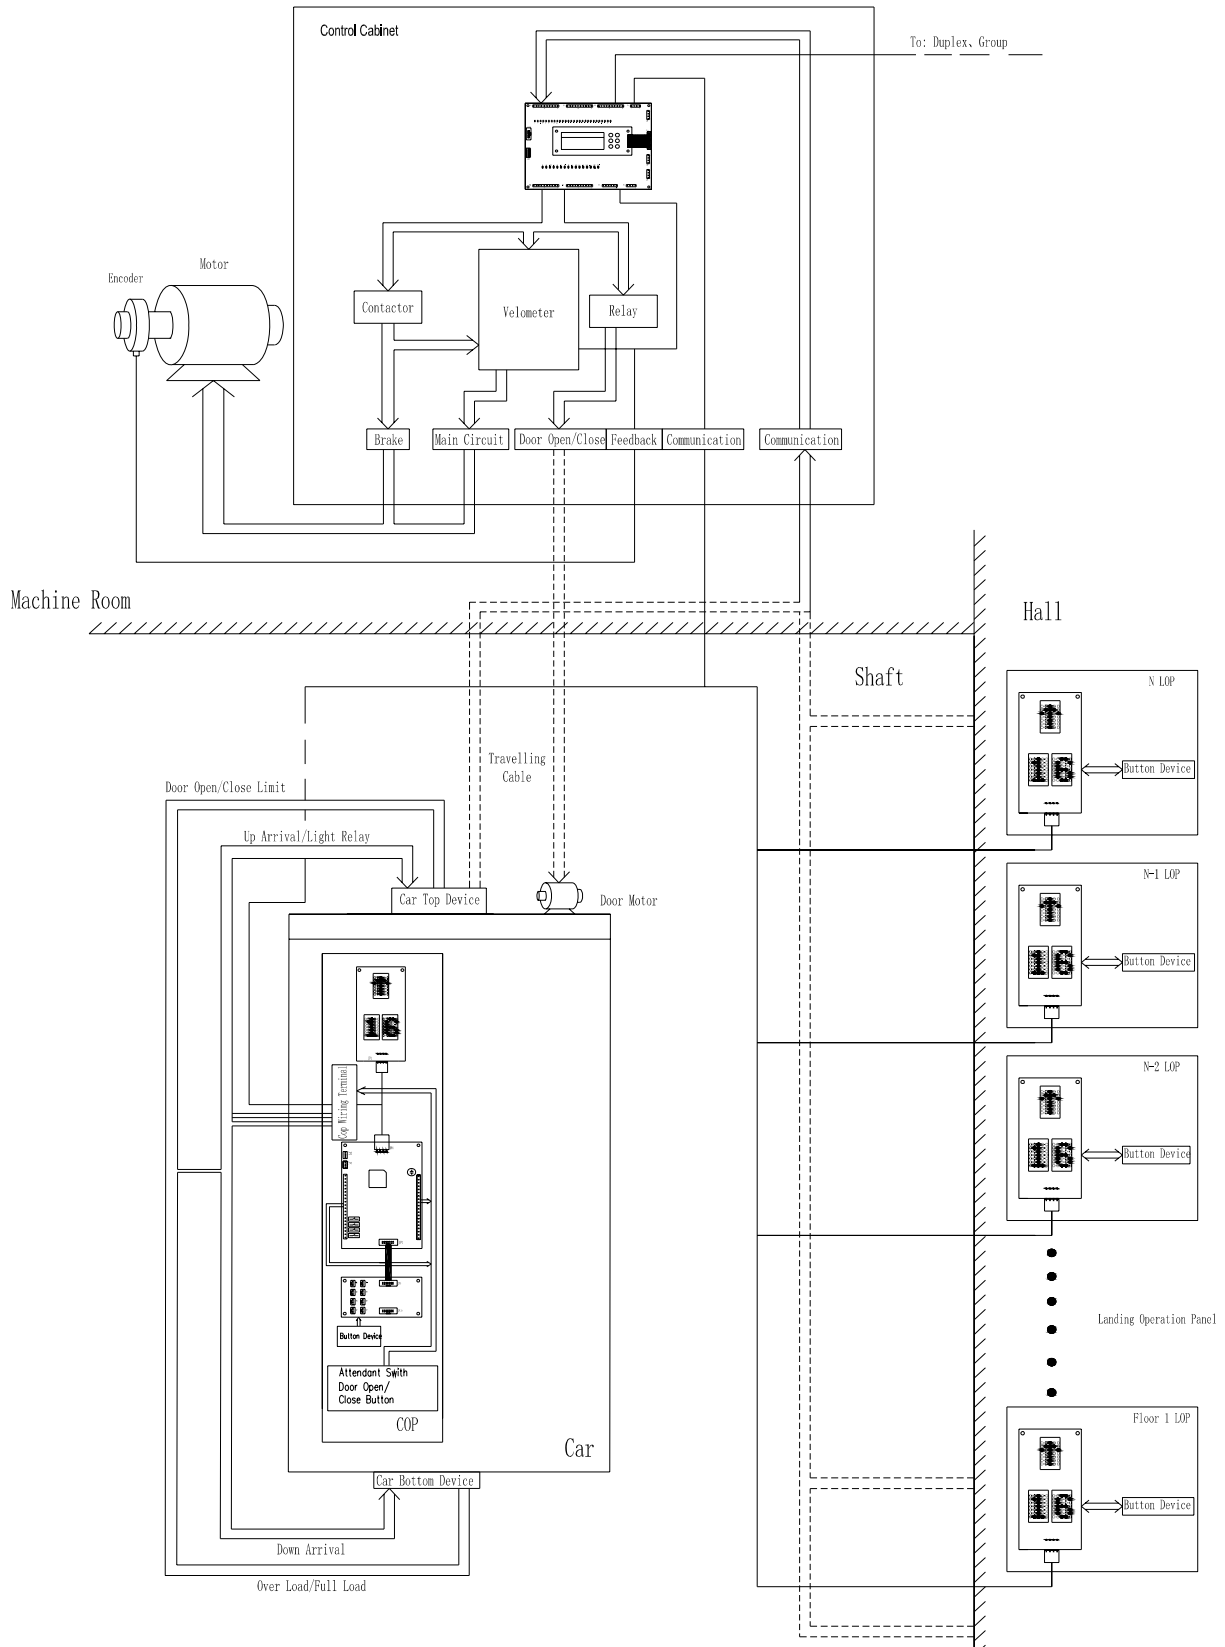 Control Cabinet
To: Duplex、Group
Motor
Encoder
Contactor
Velometer
Relay
Brake
Main Circuit
Door Open/Close
Feedback
Communication
Communication
Machine Room
Hall
Shaft
N LOP
Button Device
Travelling
Cable
Door Open/Close Limit
Up Arrival/Light Relay
Car Top Device
Door Motor
N-1 LOP
Button Device
N-2 LOP
Button Device
Cop Wiring Terminal
Button Device
Attendant Swith
Door Open/
Close Button
COP
Car
Landing Operation Panel
Floor 1 LOP
Button Device
Car Bottom Device
Down Arrival
Over Load/Full Load